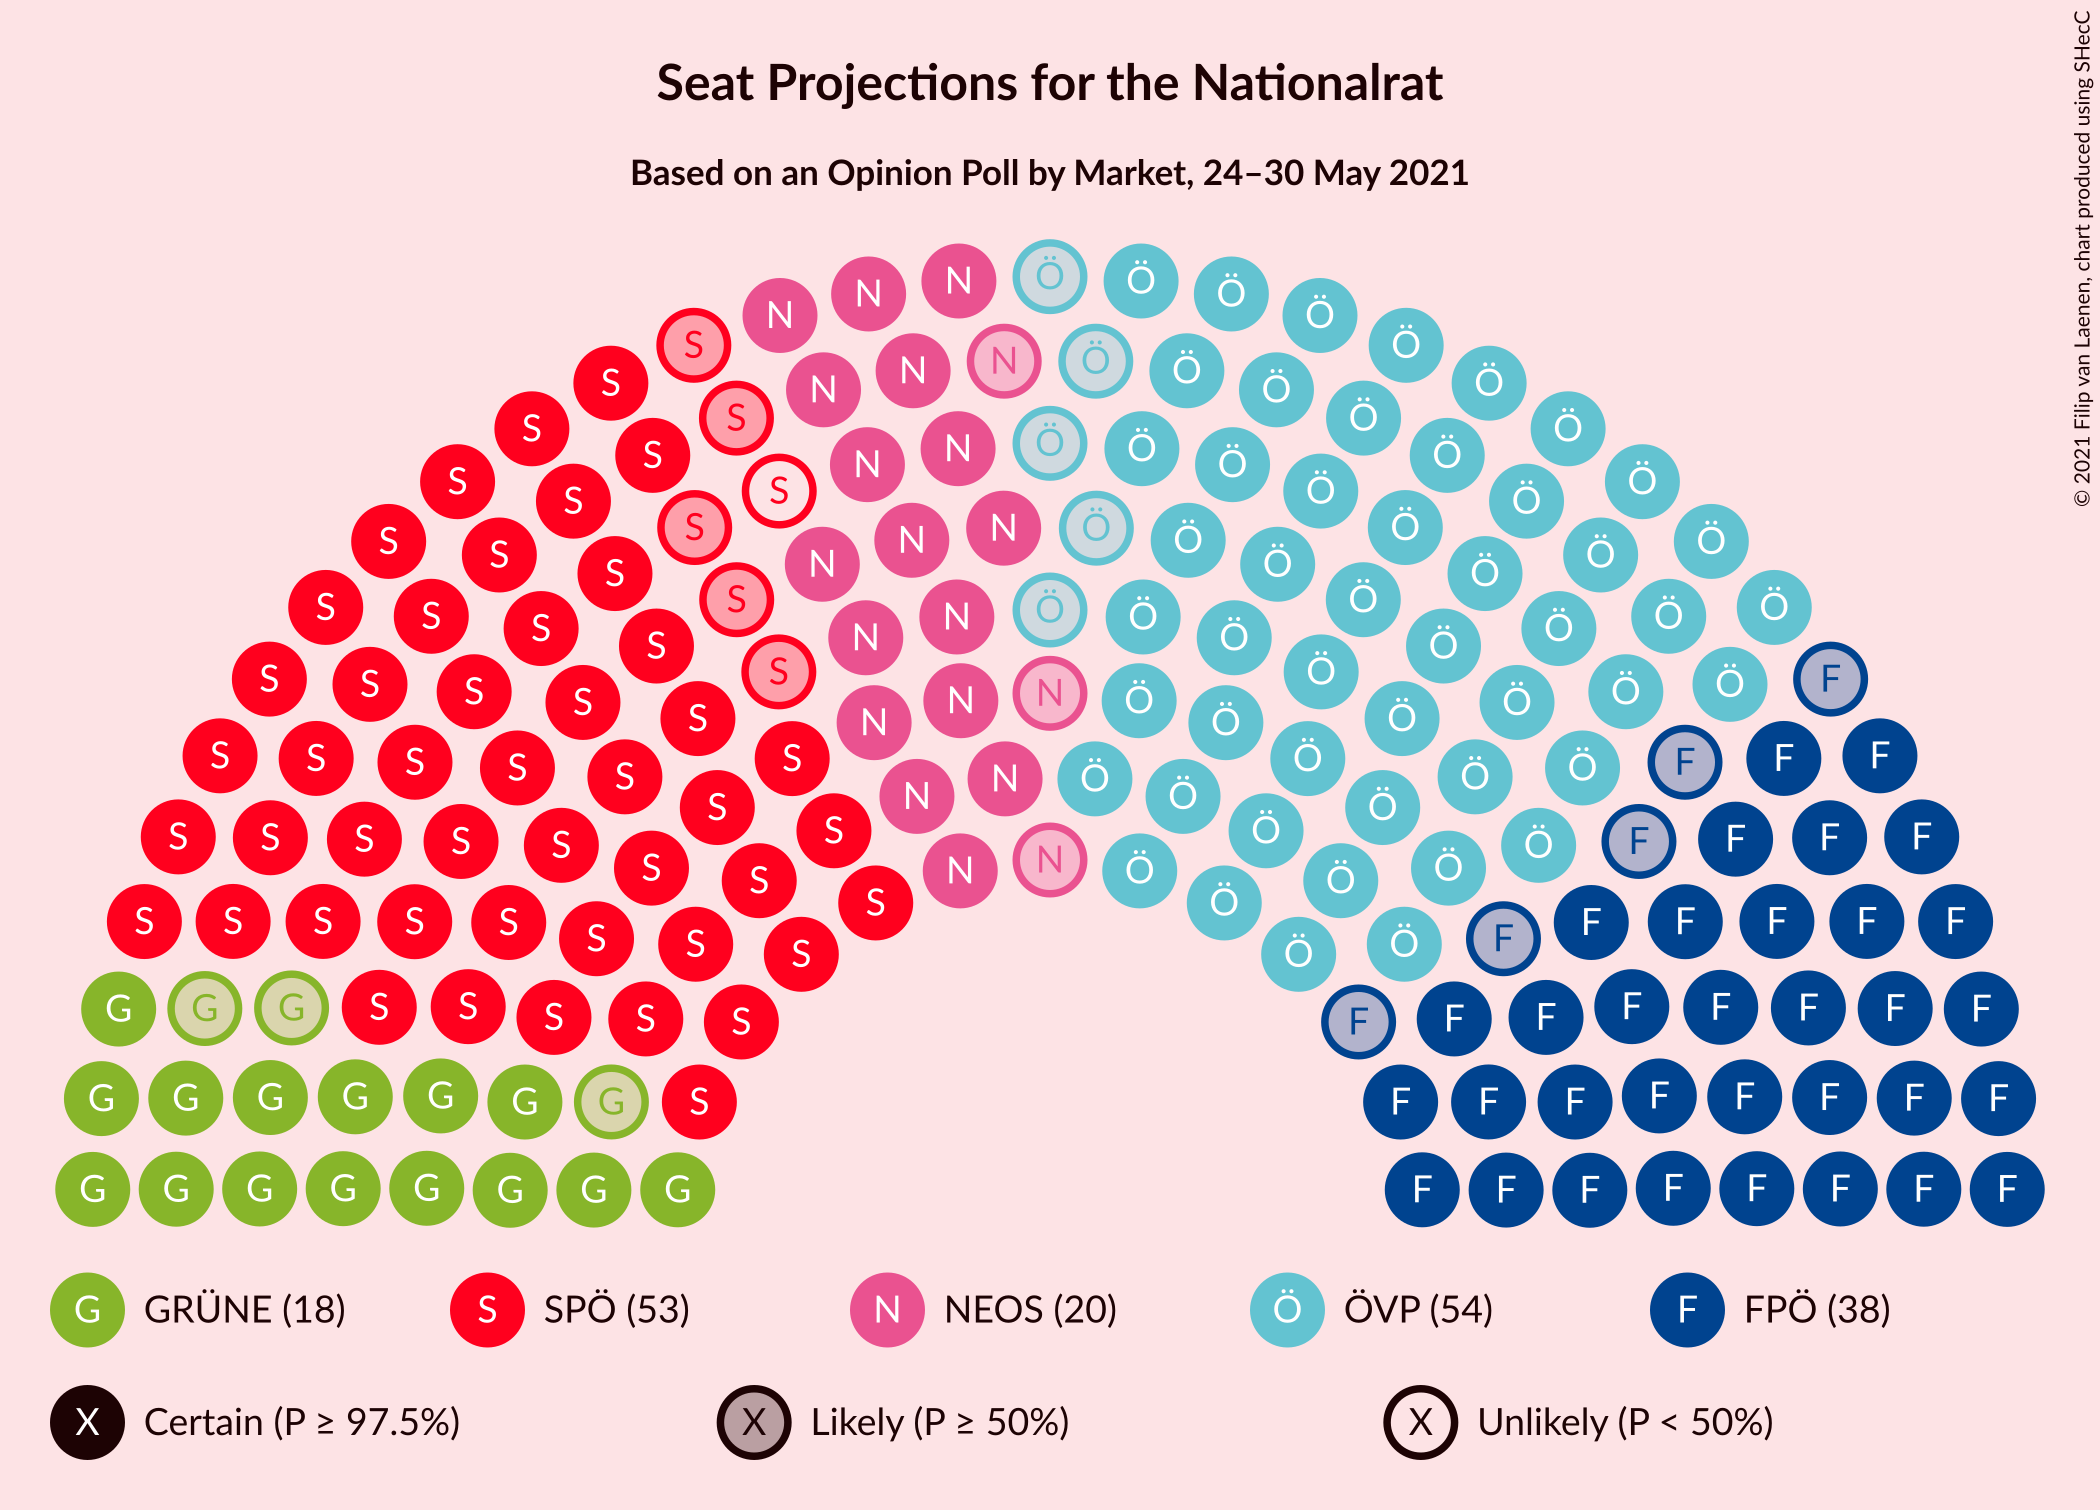 Seat Projections for the Nationalrat
Based on an Opinion Poll by Market, 24–30 May 2021
© 2021 Filip van Laenen, chart produced using SHecC
G GRÜNE (18) S SPÖ (53) N NEOS (20) Ö ÖVP (54) F FPÖ (38)
X Certain (P ≥ 97.5%) X Likely (P ≥ 50%) X Unlikely (P < 50%)